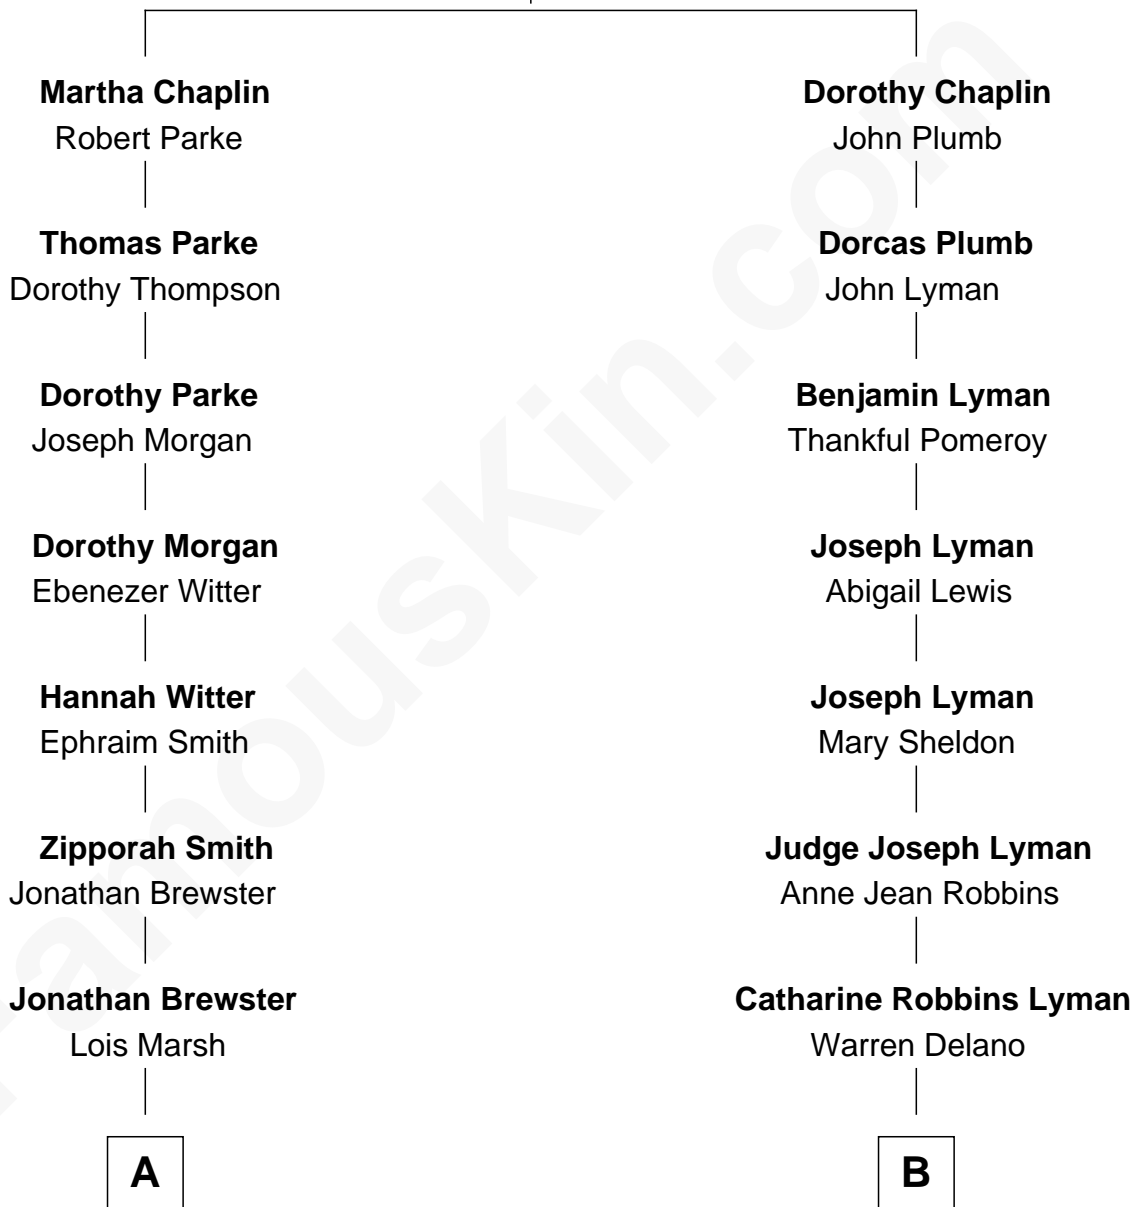 Martha Chaplin
Robert Parke
Thomas Parke
Dorothy Thompson
Dorothy Parke
Joseph Morgan
Dorothy Morgan
Ebenezer Witter
Hannah Witter
Ephraim Smith
Zipporah Smith
Jonathan Brewster
Jonathan Brewster
Lois Marsh
A
Dorothy Chaplin
John Plumb
Dorcas Plumb
John Lyman
Benjamin Lyman
Thankful Pomeroy
Joseph Lyman
Abigail Lewis
Joseph Lyman
Mary Sheldon
Judge Joseph Lyman
Anne Jean Robbins
Catharine Robbins Lyman
Warren Delano
B
FamousKin.com